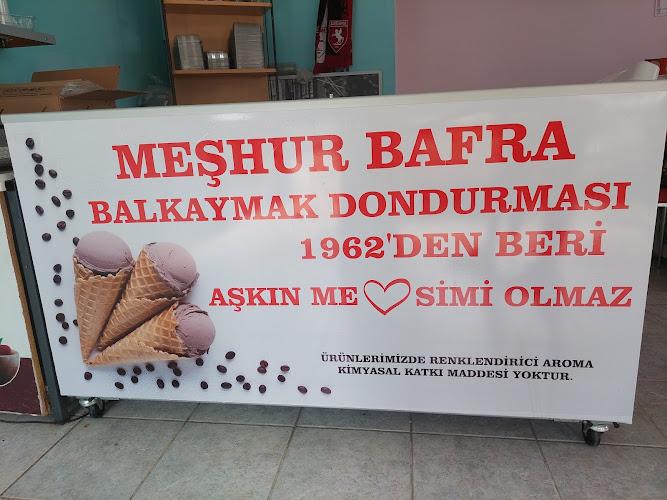 MEŞHUR BAFRA
BALKAYMAK DONDURMASI
1962'DEN BERİ
AŞKIN ME SİMİ OLMAZ
ÜRÜNLERİMİZDE RENKLENDİRİCİ AROMA
KİMYASAL KATKI MADDESİ YOKTUR.